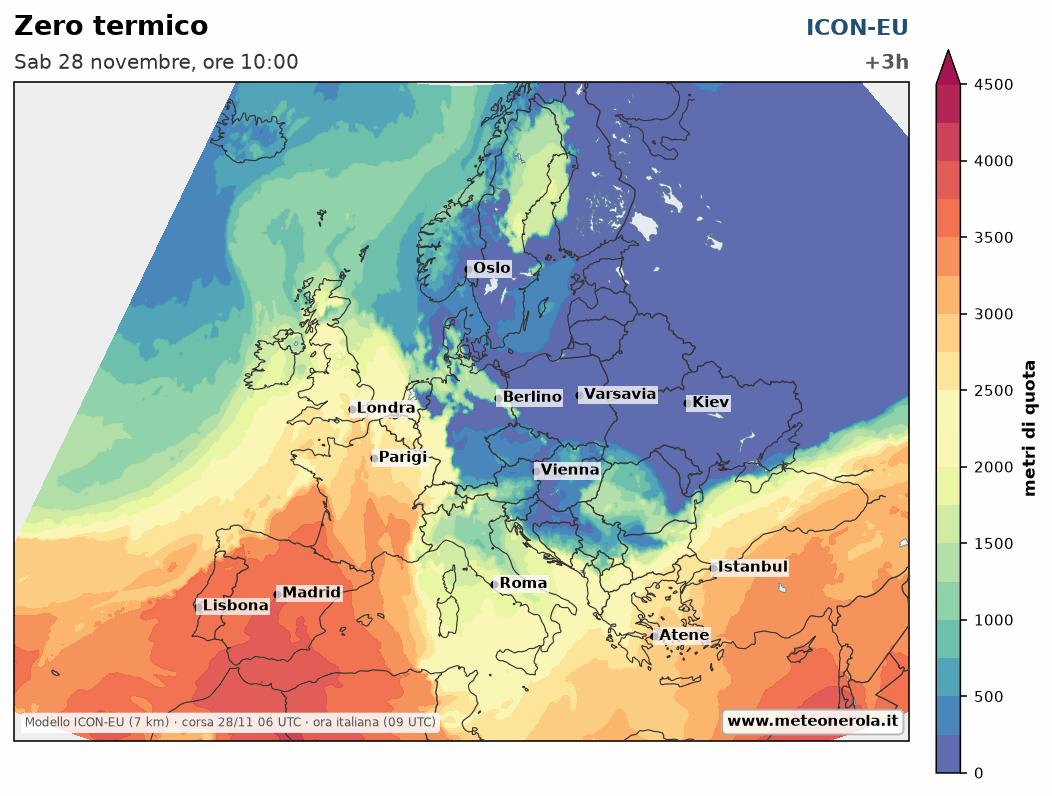 Zero termico
ICON-EU
Sab 28 novembre, ore 10:00
+3h
4500
4000
3500
3000
2500
2000
1500
1000
500
0
metri di quota
Oslo
Berlino
Varsavia
Kiev
Londra
Parigi
Vienna
Istanbul
Roma
Madrid
Lisbona
Atene
Modello ICON-EU (7 km) · corsa 28/11 06 UTC · ora italiana (09 UTC)
www.meteonerola.it